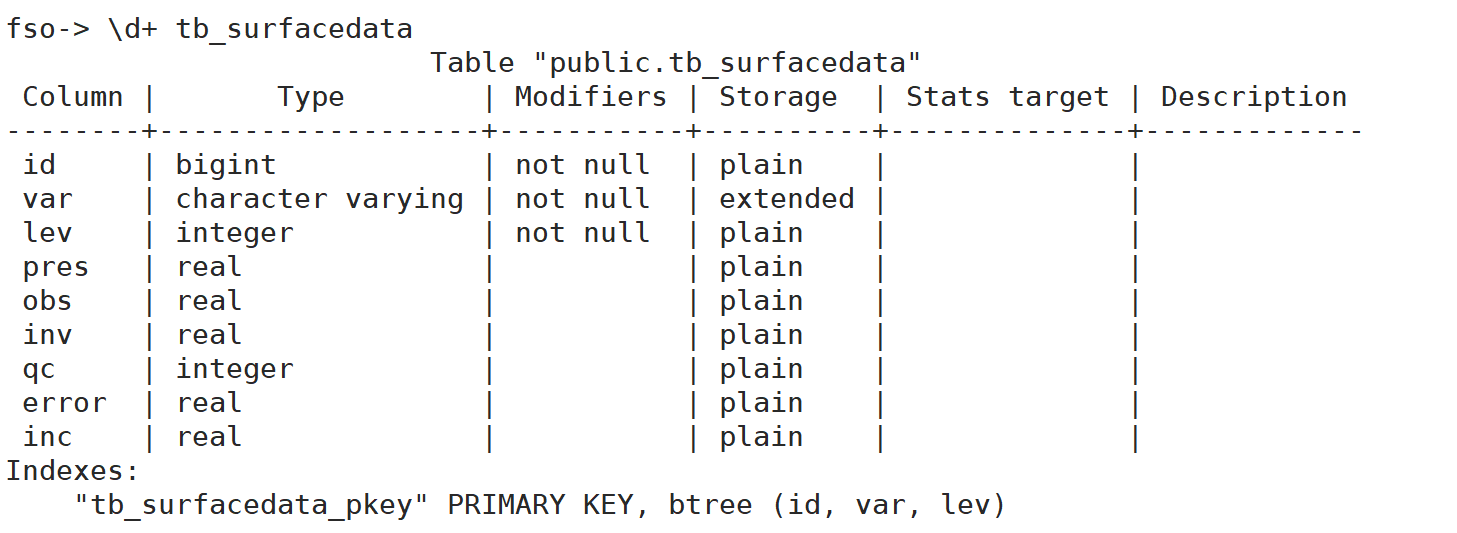 fso-> \d+ tb_surfacedata
                         Table "public.tb_surfacedata"
 Column |       Type        | Modifiers | Storage  | Stats target | Description
--------+-------------------+-----------+----------+--------------+-------------
 id     | bigint            | not null  | plain    |              |
 var    | character varying | not null  | extended |              |
 lev    | integer           | not null  | plain    |              |
 pres   | real              |           | plain    |              |
 obs    | real              |           | plain    |              |
 inv    | real              |           | plain    |              |
 qc     | integer           |           | plain    |              |
 error  | real              |           | plain    |              |
 inc    | real              |           | plain    |              |
Indexes:
    "tb_surfacedata_pkey" PRIMARY KEY, btree (id, var, lev)